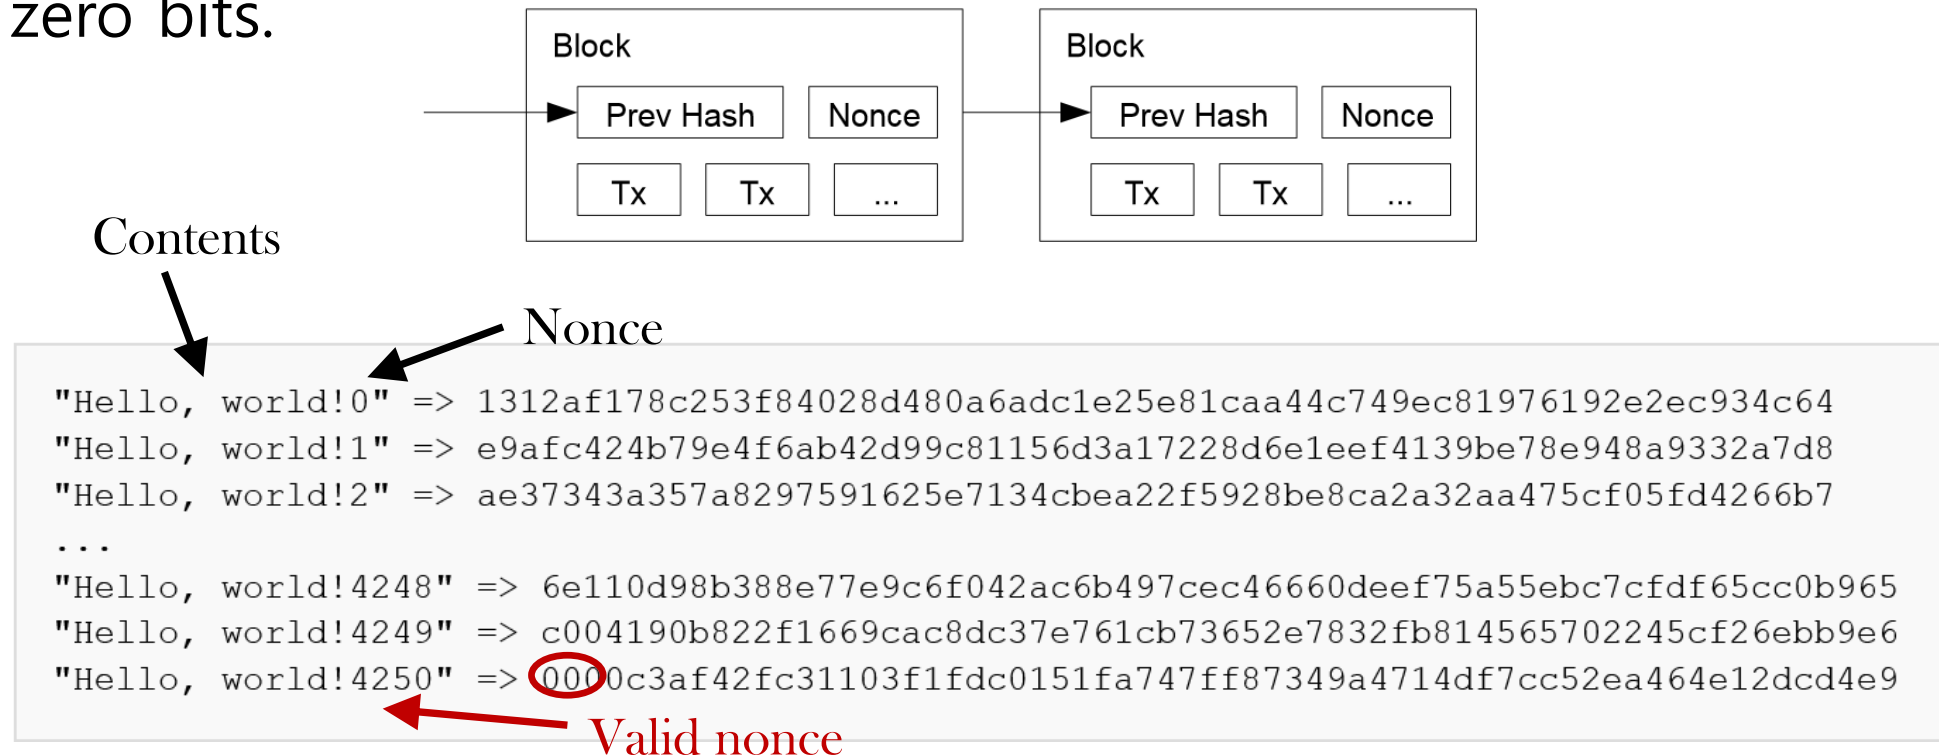 zero bits.
Block
Prev Hash Nonce
Tx Tx ...
Block
Prev Hash Nonce
Tx Tx ...
Contents
Nonce
"Hello, world!0" => 1312af178c253f84028d480a6adc1e25e81caa44c749ec81976192e2ec934c64
"Hello, world!1" => e9afc424b79e4f6ab42d99c81156d3a17228d6e1eef4139be78e948a9332a7d8
"Hello, world!2" => ae37343a357a8297591625e7134cbea22f5928be8ca2a32aa475cf05fd4266b7
...
"Hello, world!4248" => 6e110d98b388e77e9c6f042ac6b497cec46660deef75a55ebc7cfdf65cc0b965
"Hello, world!4249" => c004190b822f1669cac8dc37e761cb73652e7832fb814565702245cf26ebb9e6
"Hello, world!4250" => 0000c3af42fc31103f1fdc0151fa747ff87349a4714df7cc52ea464e12dcd4e9
Valid nonce